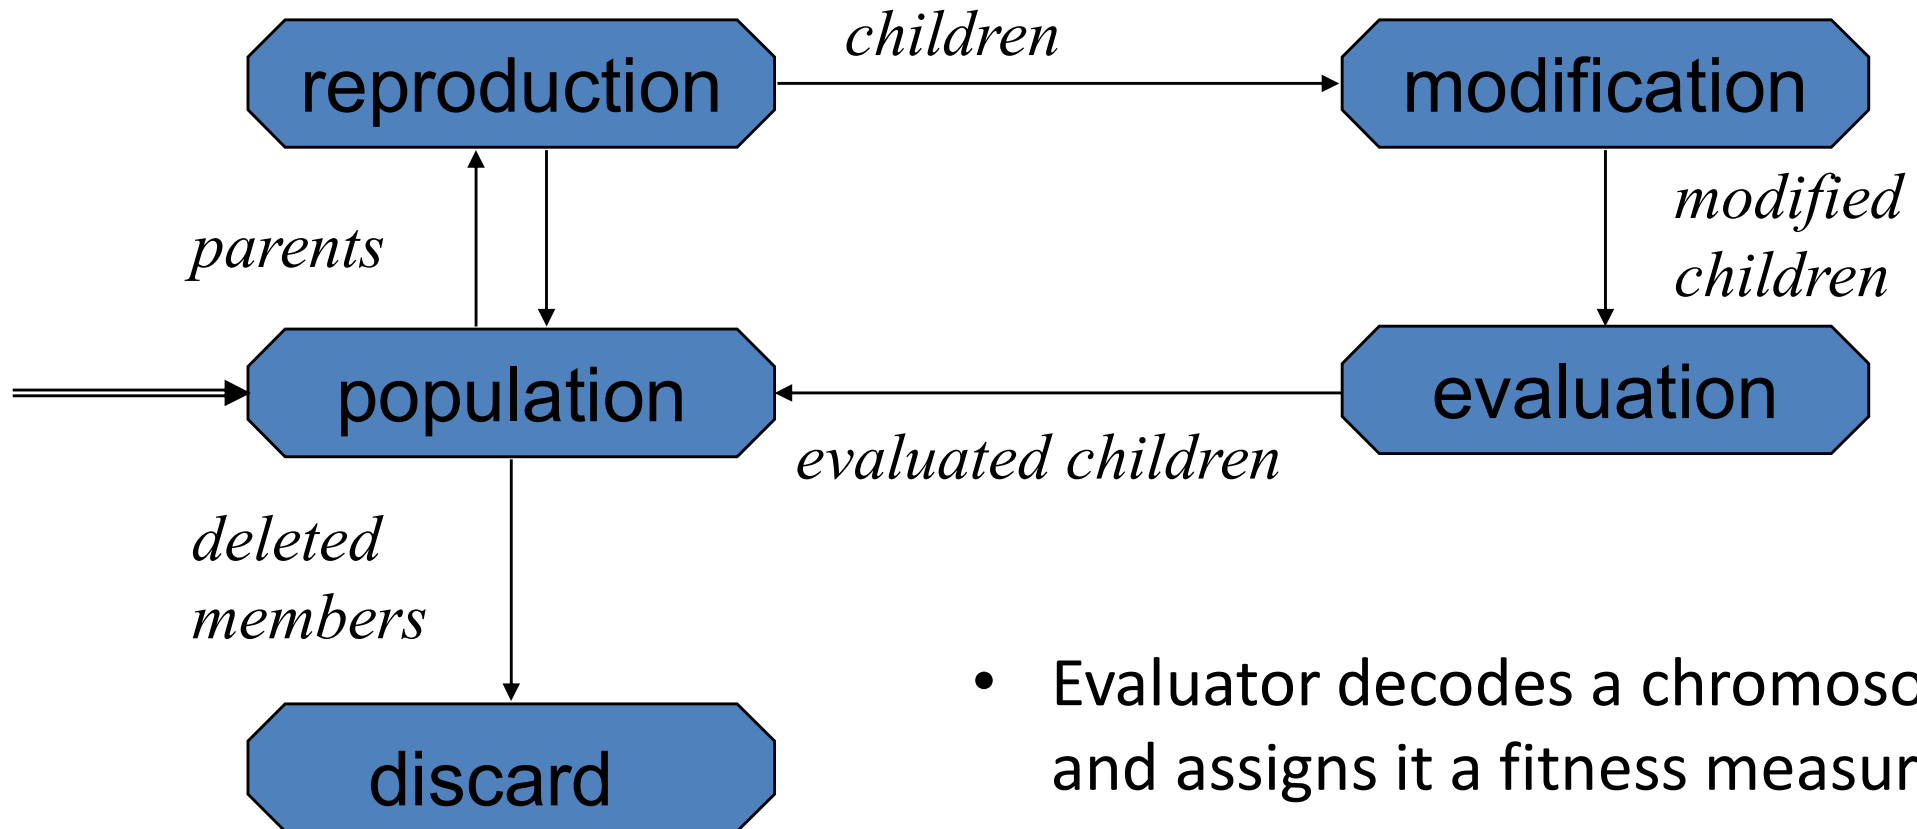 children
reproduction
modification
modified
children
parents
population
evaluation
evaluated children
deleted
members
discard
• Evaluator decodes a
and assigns it a fitness